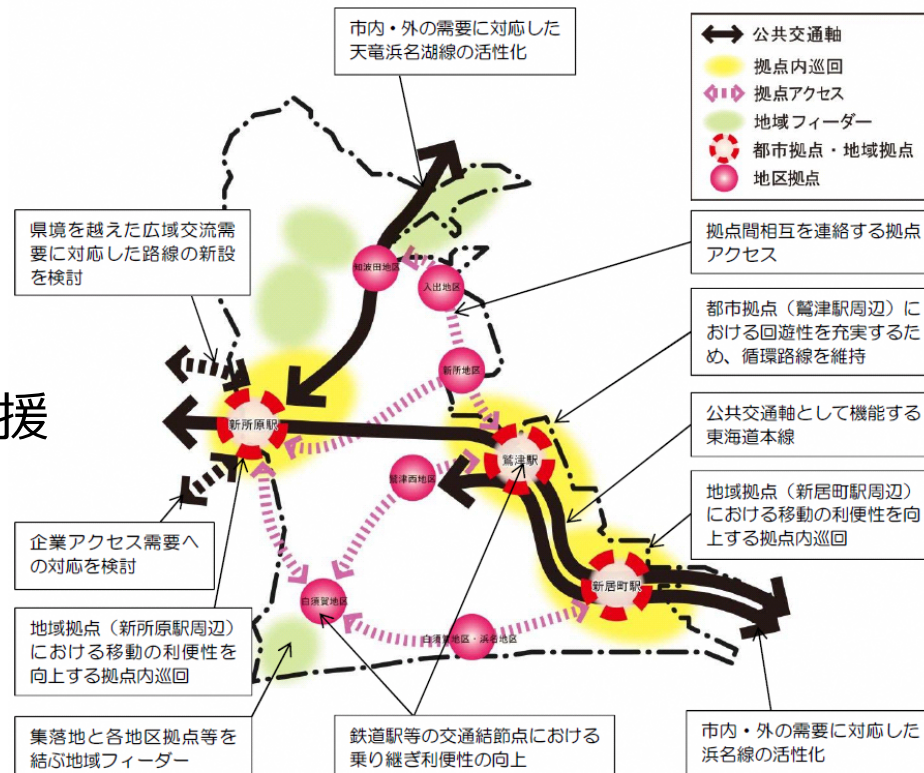 市内・外の需要に対応した
天竜浜名湖線の活性化
公共交通軸
拠点内巡回
拠点アクセス
地域フィーダー
都市拠点・地域拠点
地区拠点
県境を越えた広域交流需
要に対応した路線の新設
を検討
拠点間相互を連絡する拠点
アクセス
知波田地区
入出地区
都市拠点（鷲津駅周辺）に
おける回遊性を充実するた
め、循環路線を維持
新所地区
援
新所原駅
公共交通軸として機能する
東海道本線
鷲津駅
鷲津西地区
地域拠点（新居町駅周辺）
における移動の利便性を向
上する拠点内巡回
企業アクセス需要へ
の対応を検討
新居町駅
白須賀地区
地域拠点（新所原駅周辺）
における移動の利便性を
向上する拠点内巡回
白須賀地区・浜名地区
集落地と各地区拠点等を
結ぶ地域フィーダー
鉄道駅等の交通結節点における
乗り継ぎ利便性の向上
市内・外の需要に対応した
浜名線の活性化